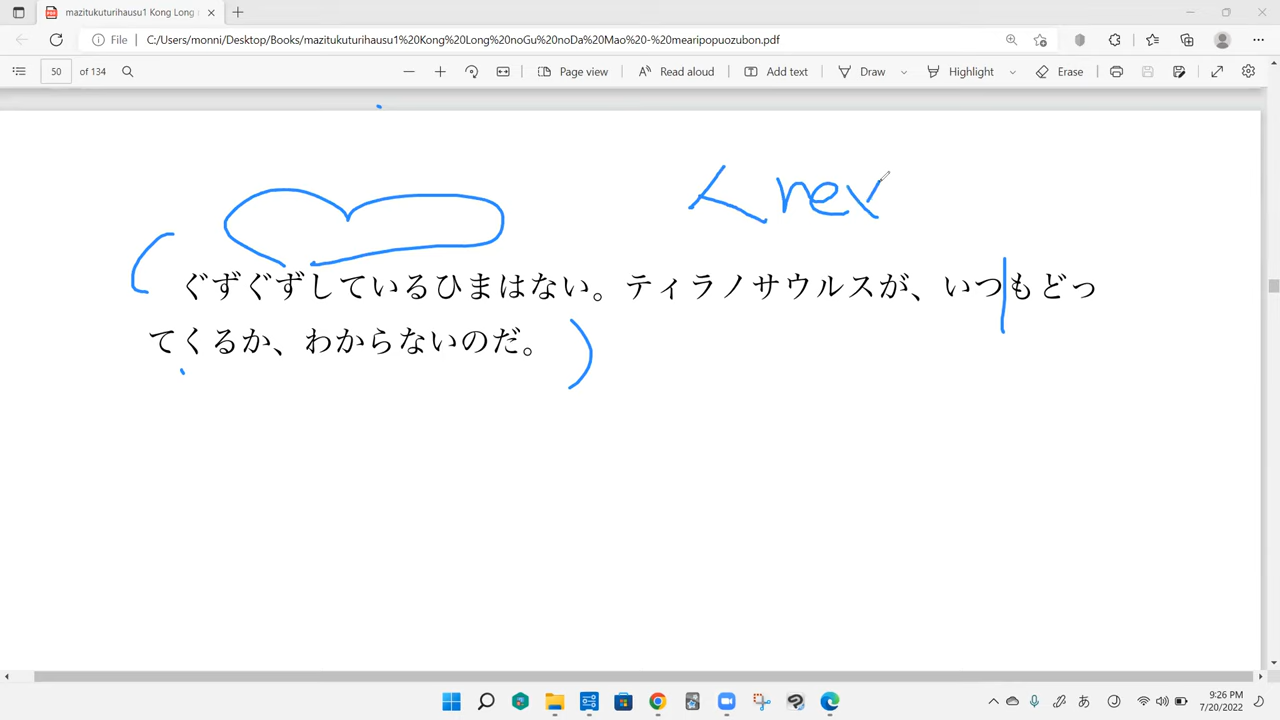 mazitukuturihausu1 Kong Long
File C:/Users/monni/Desktop/Books/mazitukuturihausu1%20Kong%20Long%20noGu%20noDa%20Mao%20-%20mearipopuozubon.pdf
50 of 134 Page view Read aloud Add text Draw Highlight Erase
<rev
ぐずぐずしているひまはない。ティラノサウルスが、いつもどっ
てくるか、わからないのだ。
あ 9:26 PM
7/20/2022